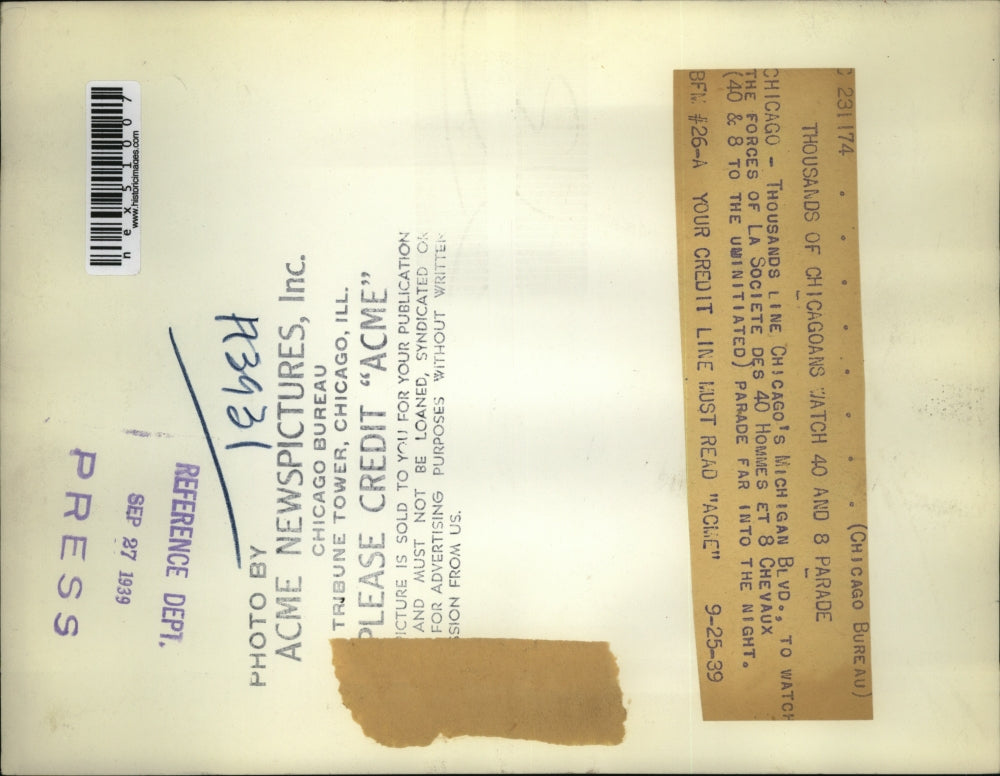 C 231174 . . . . . . . . (CHICAGO BUREAU)
THOUSANDS OF CHICAGOANS WATCH 40 AND 8 PARADE
CHICAGO - THOUSANDS LINE CHICAGO'S MICHIGAN BLVD., TO WATCH
THE FORCES OF LA SOCIETE DES 40 HOMMES ET 8 CHEVAUX
(40 & 8 TO THE UNINITIATED) PARADE FAR INTO THE NIGHT.
BFM #26-A YOUR CREDIT LINE MUST READ "ACME" 9-25-39
PHOTO BY
ACME NEWSPICTURES, Inc.
CHICAGO BUREAU
TRIBUNE TOWER, CHICAGO, ILL.
PLEASE CREDIT "ACME"
PICTURE IS SOLD TO YOU FOR YOUR PUBLICATION
AND MUST NOT BE LOANED, SYNDICATED OR
FOR ADVERTISING PURPOSES WITHOUT WRITTEN
SSION FROM US.
REFERENCE DEPT.
SEP 27 1939
PRESS
nex51007
www.historicimages.com